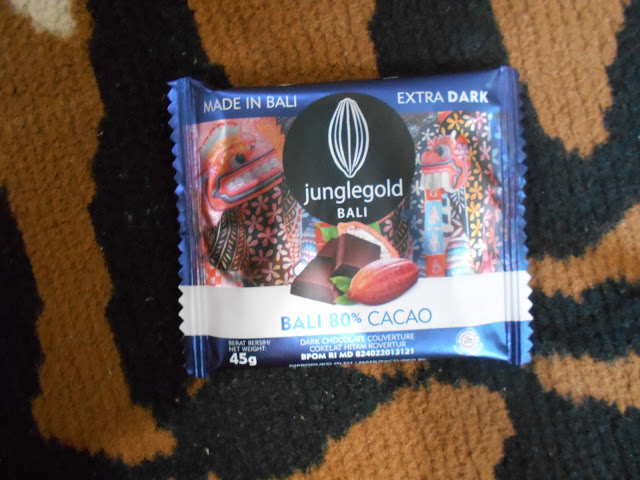 MADE IN BALI
EXTRA DARK
junglegold
BALI
BALI 80% CACAO
BERAT BERSIH/
NET WEIGHT:
45g
DARK CHOCOLATE COUVERTURE
COKELAT HITAM KOVERTUR
BPOM RI MD 824022013121